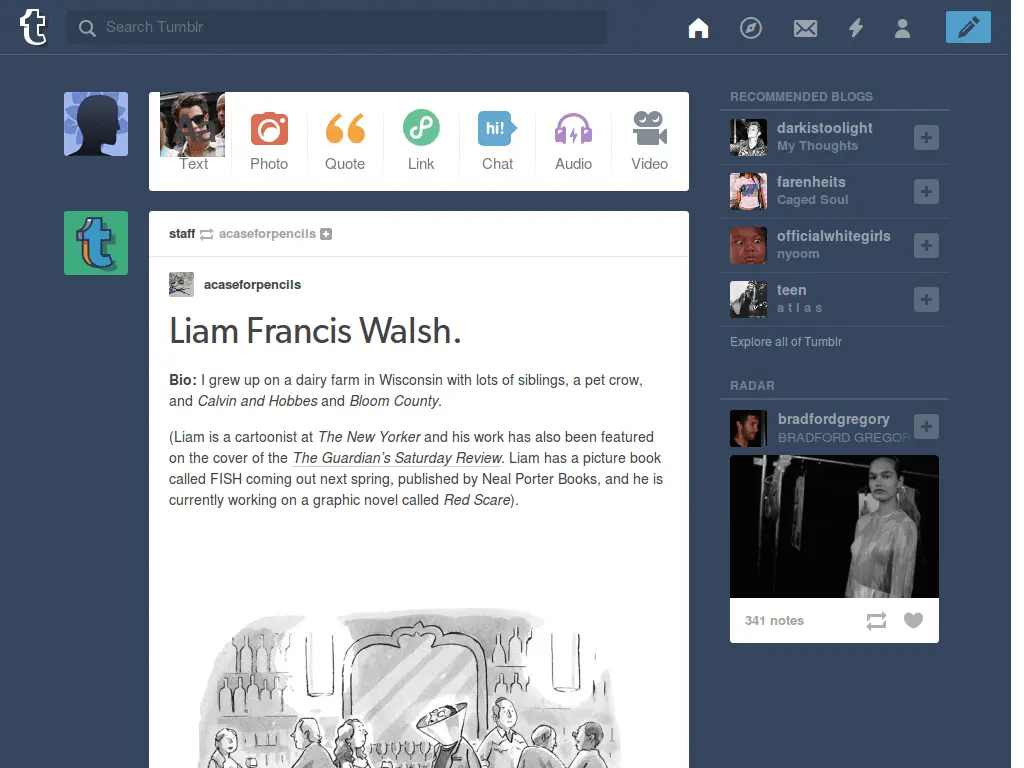 t
Search Tumblr
Aa
Text
Photo
Quote
Link
hi!
Chat
Audio
Video
t
staff acaseforpencils
acaseforpencils
Liam Francis Walsh.
Bio: I grew up on a dairy farm in Wisconsin with lots of siblings, a pet crow,
and Calvin and Hobbes and Bloom County.
(Liam is a cartoonist at The New Yorker and his work has also been featured
on the cover of the The Guardian’s Saturday Review. Liam has a picture book
called FISH coming out next spring, published by Neal Porter Books, and he is
currently working on a graphic novel called Red Scare).
RECOMMENDED BLOGS
darkistoolight
My Thoughts
farenheits
Caged Soul
officialwhitegirls
nyoom
teen
a t l a s
Explore all of Tumblr
RADAR
bradfordgregory
BRADFORD GREGOR
341 notes